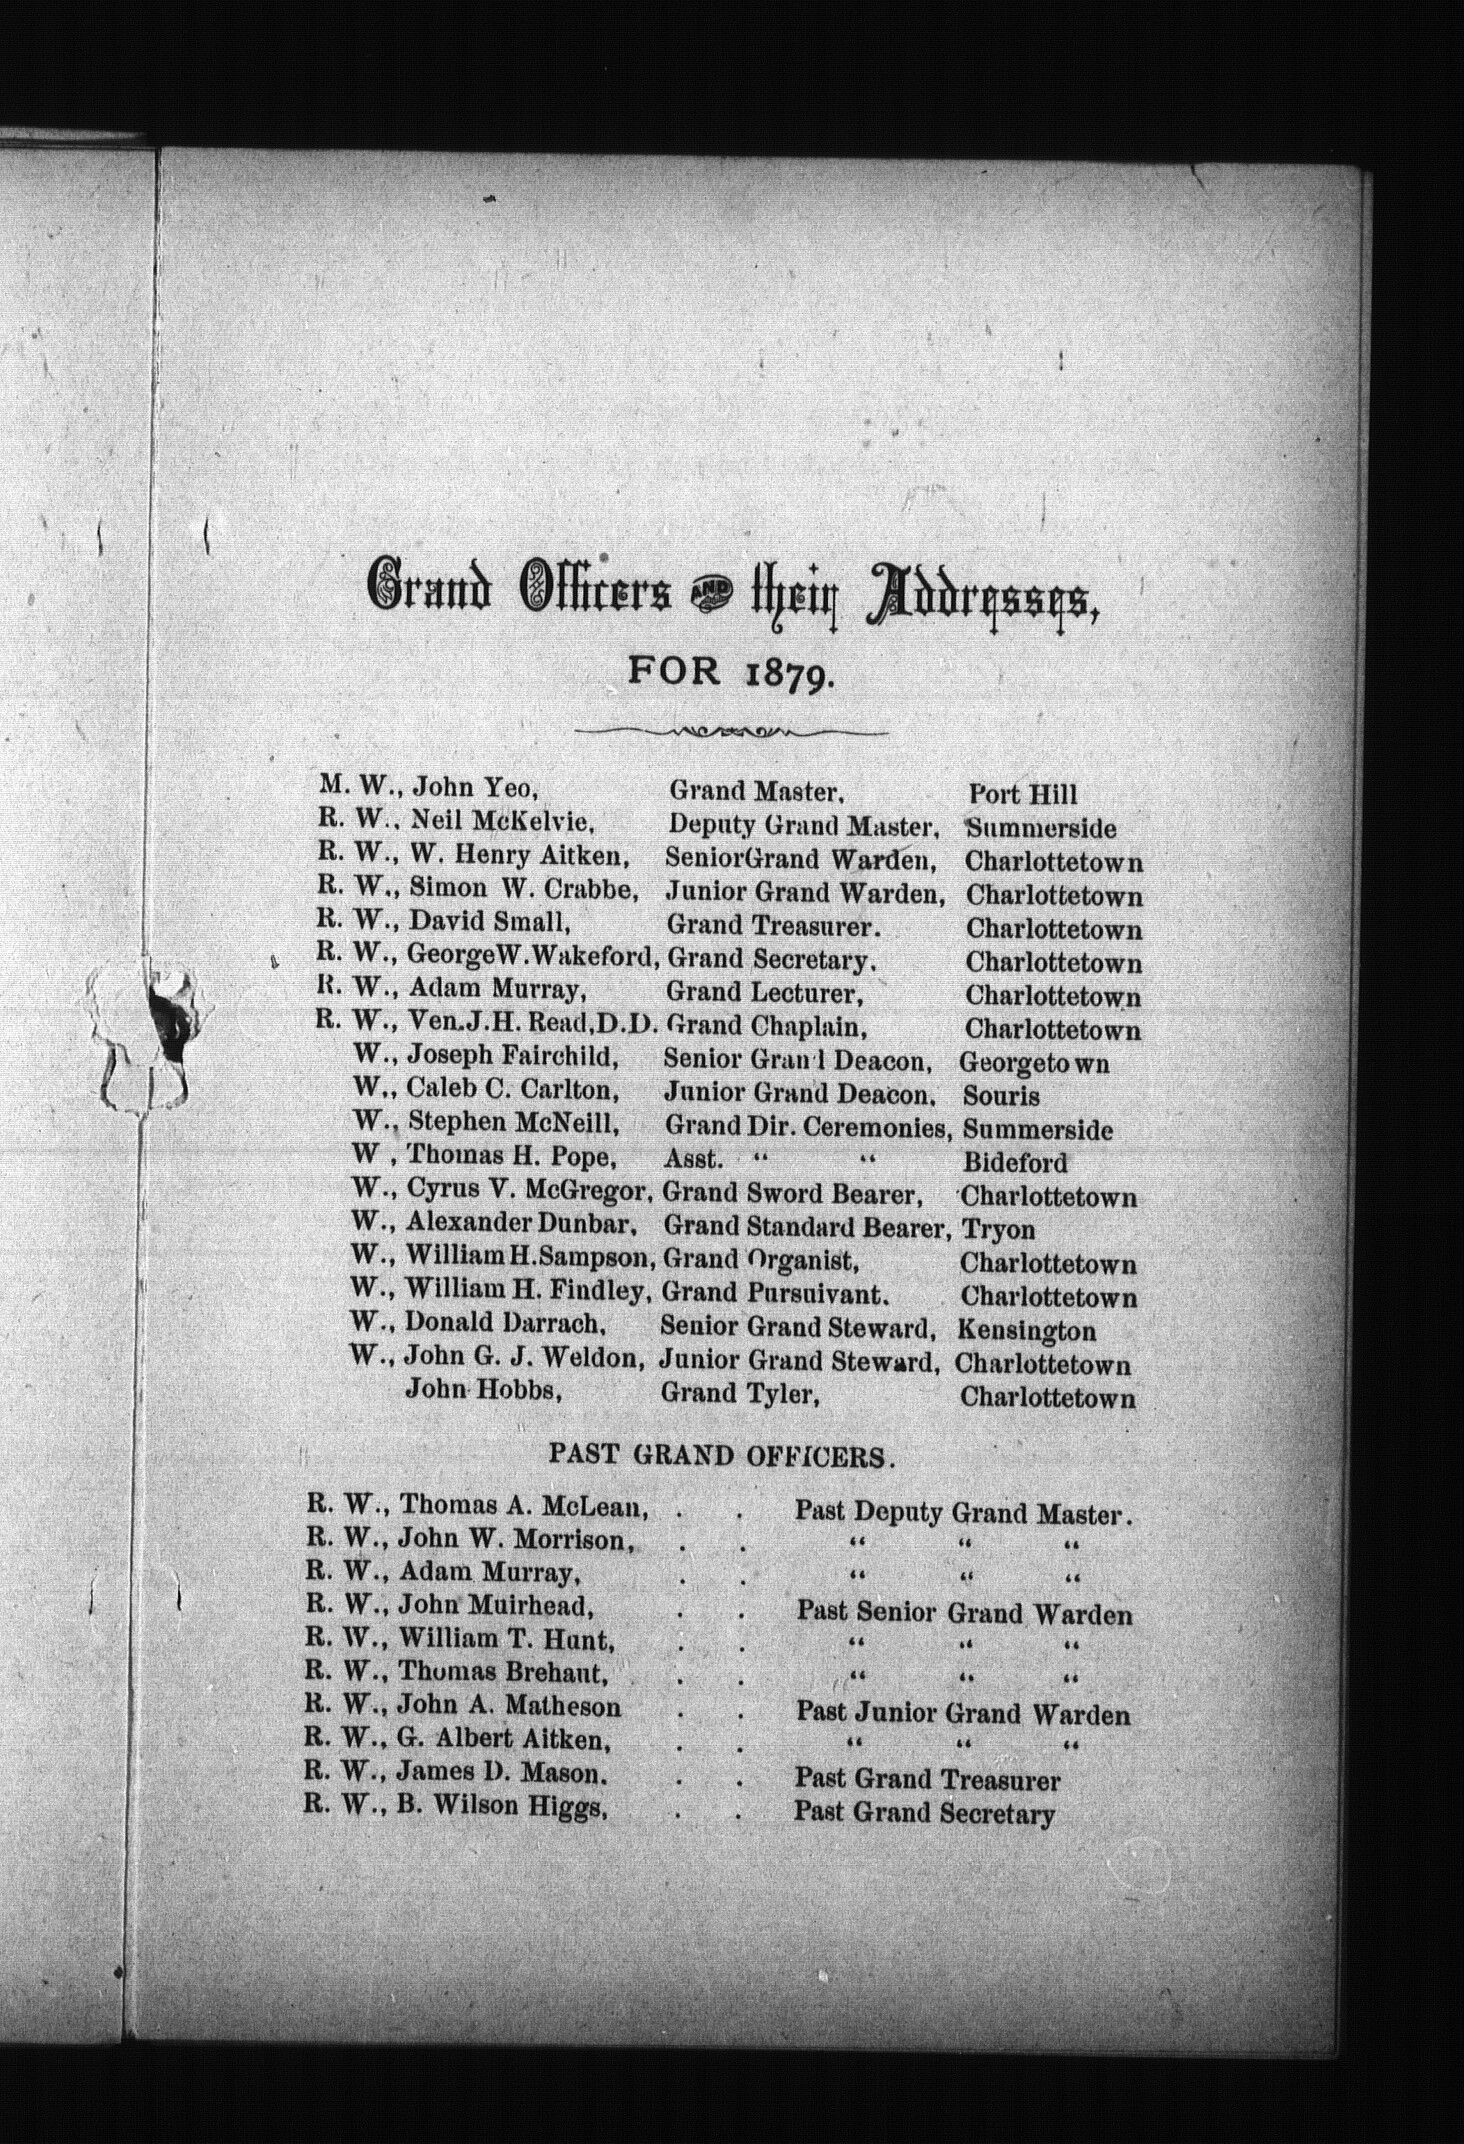 Grand Officers AND their Addresses,
FOR 1879.
M. W., John Yeo, Grand Master, Port Hill
R. W., Neil McKelvie, Deputy Grand Master, Summerside
R. W., W. Henry Aitken, Senior Grand Warden, Charlottetown
R. W., Simon W. Crabbe, Junior Grand Warden, Charlottetown
R. W., David Small, Grand Treasurer. Charlottetown
R. W., George W. Wakeford, Grand Secretary. Charlottetown
R. W., Adam Murray, Grand Lecturer, Charlottetown
R. W., Ven. J. H. Read, D.D. Grand Chaplain, Charlottetown
W., Joseph Fairchild, Senior Grand Deacon, Georgetown
W., Caleb C. Carlton, Junior Grand Deacon. Souris
W., Stephen McNeill, Grand Dir. Ceremonies, Summerside
W , Thomas H. Pope, Asst. “ “ Bideford
W., Cyrus V. McGregor, Grand Sword Bearer, Charlottetown
W., Alexander Dunbar, Grand Standard Bearer, Tryon
W., William H. Sampson, Grand Organist, Charlottetown
W., William H. Findley, Grand Pursuivant. Charlottetown
W., Donald Darrach, Senior Grand Steward, Kensington
W., John G. J. Weldon, Junior Grand Steward, Charlottetown
John Hobbs, Grand Tyler, Charlottetown
PAST GRAND OFFICERS.
R. W., Thomas A. McLean, . . Past Deputy Grand Master.
R. W., John W. Morrison, . . “ “ “
R. W., Adam Murray, . . “ “ “
R. W., John Muirhead, . . Past Senior Grand Warden
R. W., William T. Hunt, . . “ “ “
R. W., Thomas Brehaut, . . “ “ “
R. W., John A. Matheson . . Past Junior Grand Warden
R. W., G. Albert Aitken, . . “ “ “
R. W., James D. Mason. . . Past Grand Treasurer
R. W., B. Wilson Higgs, . . Past Grand Secretary